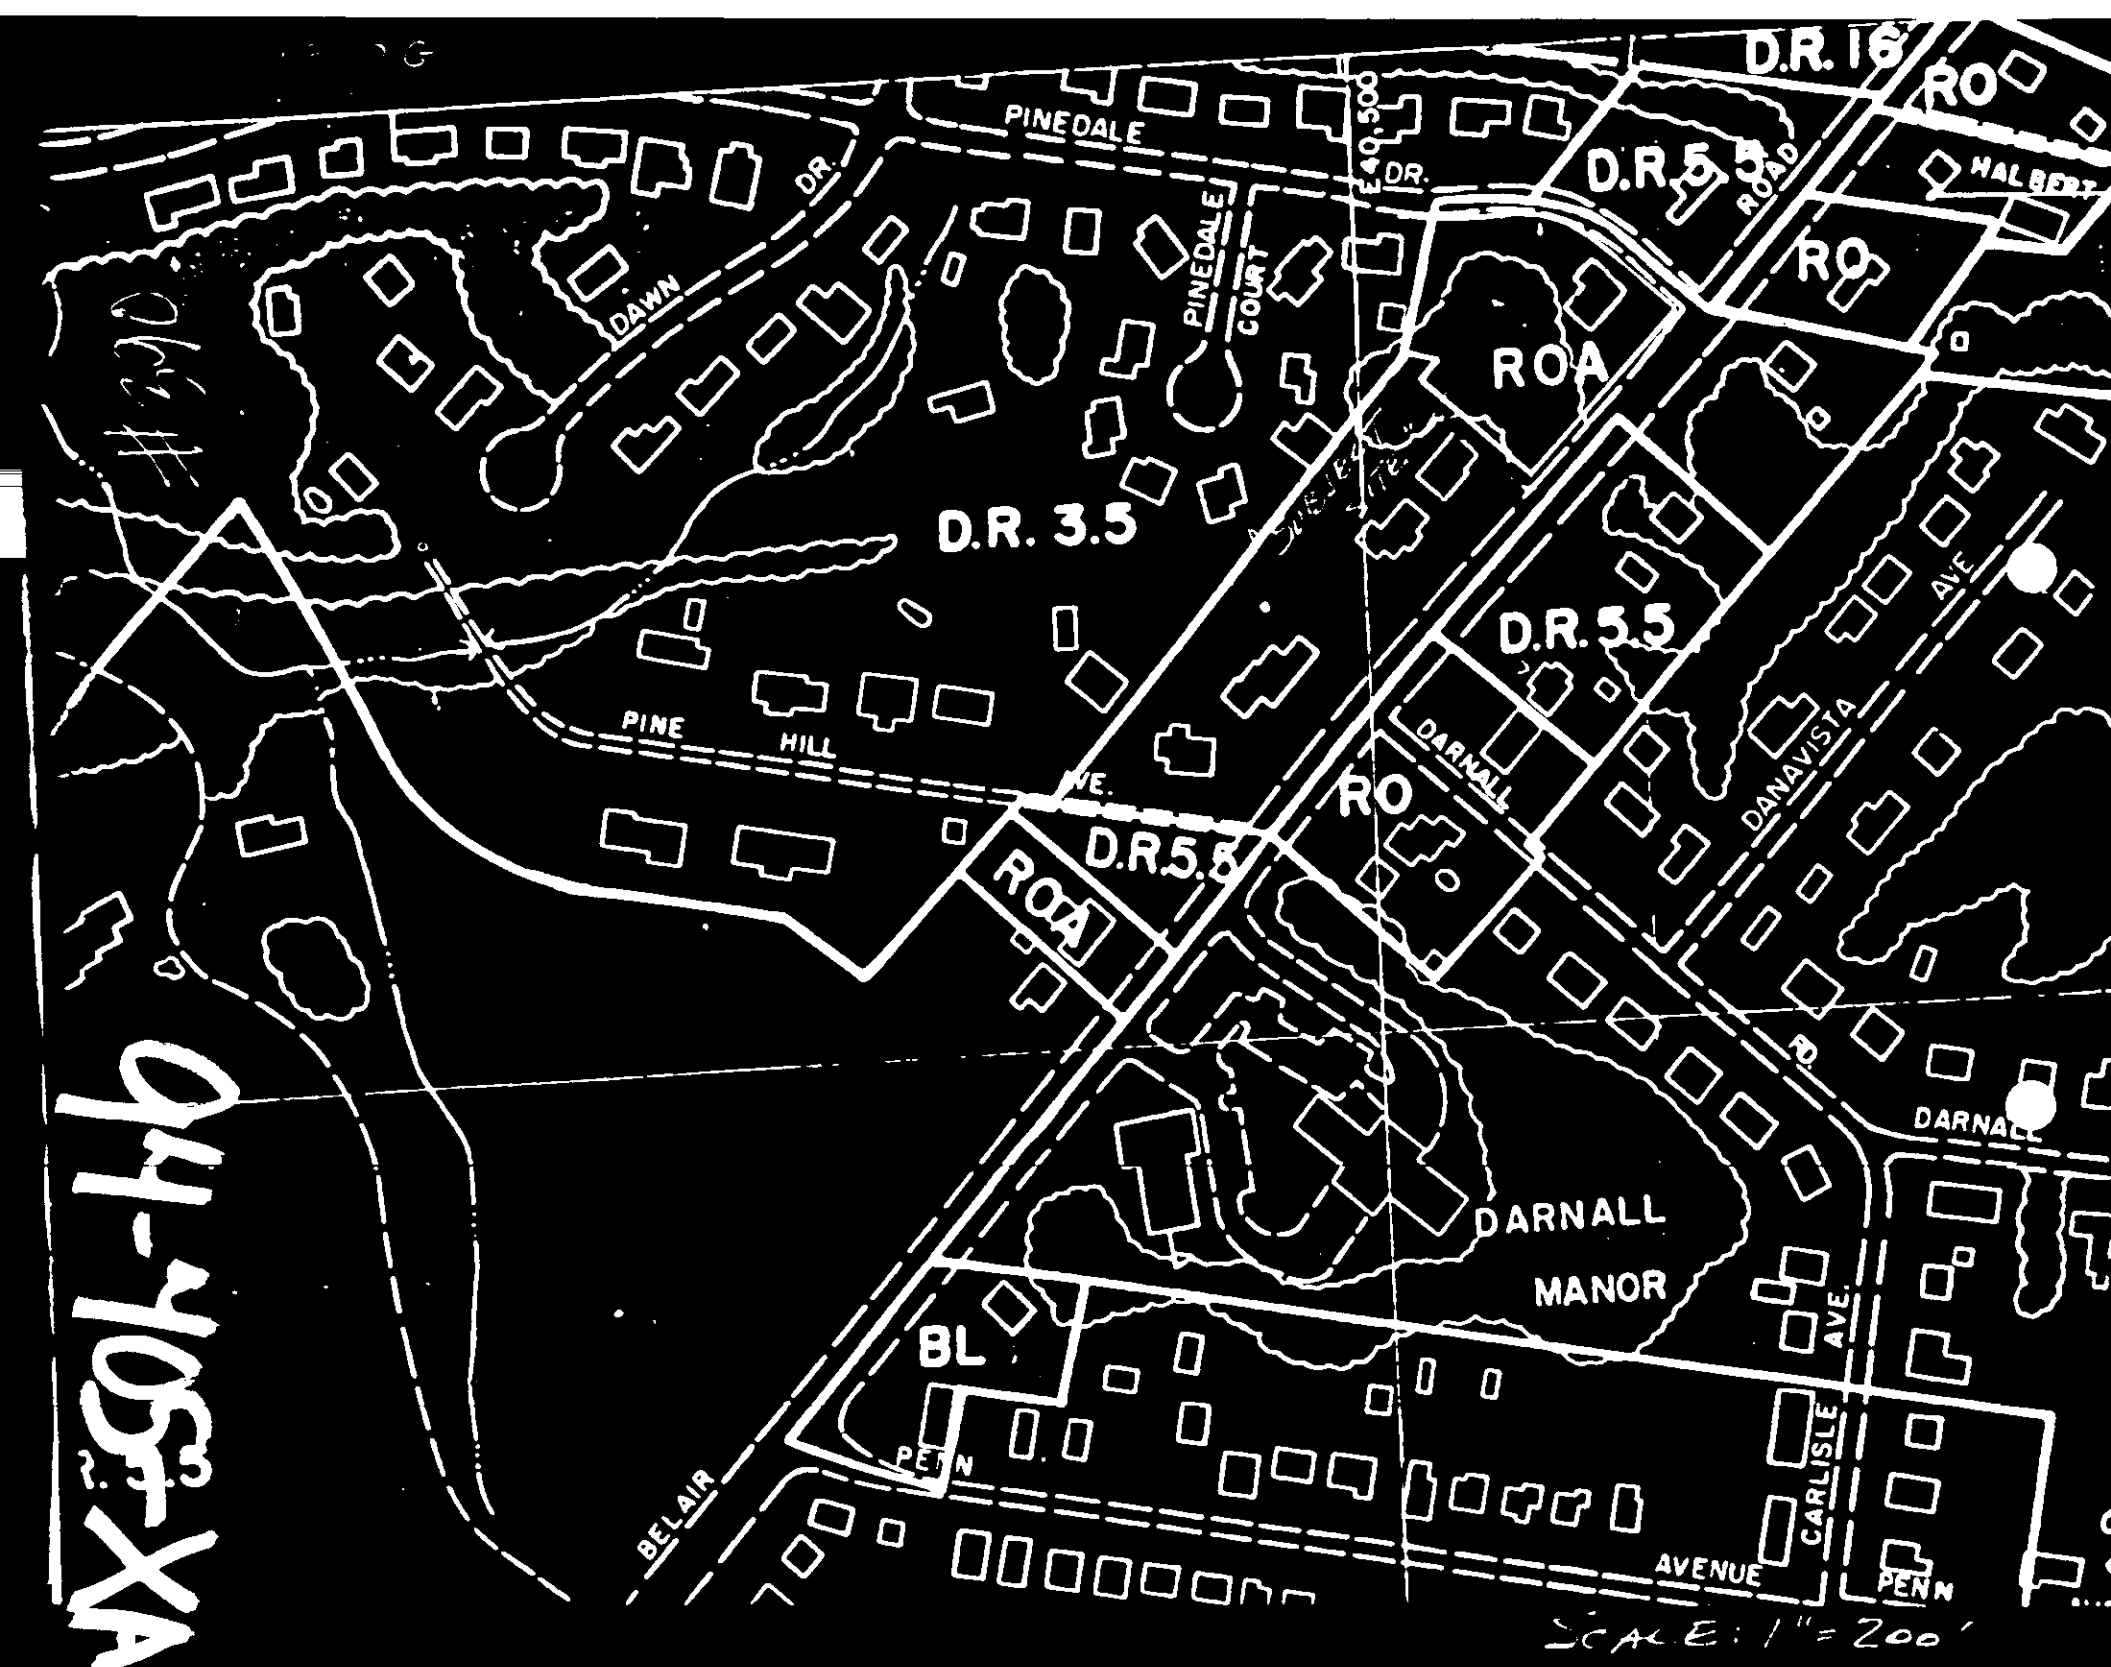 D.R. 16
RO
PINEDALE
DR.
E 40,500
D.R. 5.5
ROAD
HALBERT
DR.
DAWN
PINEDALE
COURT
RO
ROA
D.R. 3.5
AVE.
D.R. 5.5
PINE
HILL
AVE.
DARNALL
DANAVISTA
RO
D.R. 5.5
ROA
RD.
DARNALL
DARNALL
MANOR
BL
AVE.
CARLISLE
PENN
BELAIR
AVENUE
PENN
94-405-XA
SCALE: 1" = 200'